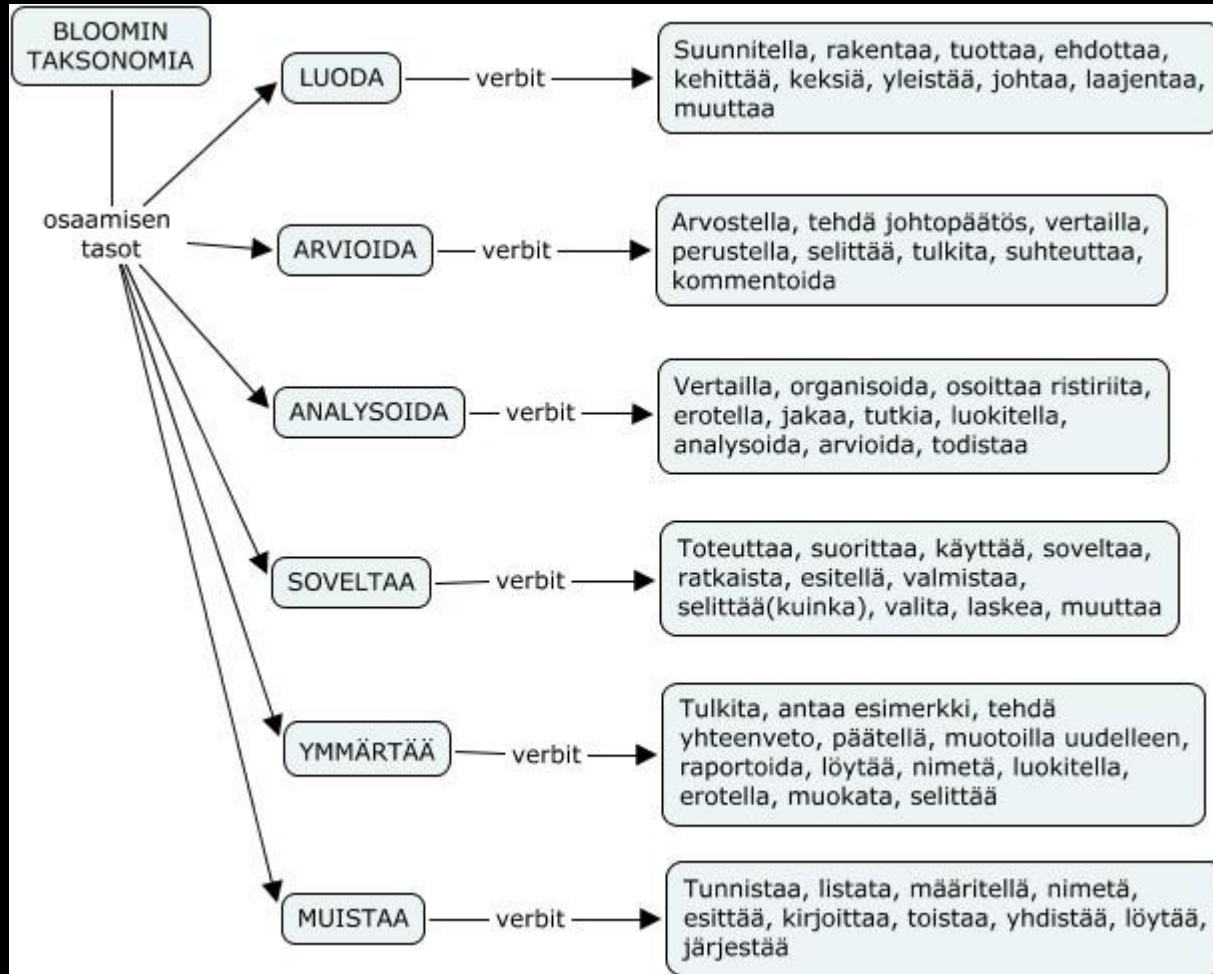 BLOOMIN
TAKSONOMIA
osaamisen
tasot
LUODA
verbit
Suunnitella, rakentaa, tuottaa, ehdottaa,
kehittää, keksiä, yleistää, johtaa, laajentaa,
muuttaa
ARVIOIDA
verbit
Arvostella, tehdä johtopäätös, vertailla,
perustella, selittää, tulkita, suhteuttaa,
kommentoida
ANALYSOIDA
verbit
Vertailla, organisoida, osoittaa ristiriita,
erotella, jakaa, tutkia, luokitella,
analysoida, arvioida, todistaa
SOVELTAA
verbit
Toteuttaa, suorittaa, käyttää, soveltaa,
ratkaista, esitellä, valmistaa,
selittää(kuinka), valita, laskea, muuttaa
YMMÄRTÄÄ
verbit
Tulkita, antaa esimerkki, tehdä
yhteenveto, päätellä, muotoilla uudelleen,
raportoida, löytää, nimetä, luokitella,
erotella, muokata, selittää
MUISTAA
verbit
Tunnistaa, listata, määritellä, nimetä,
esittää, kirjoittaa, toistaa, yhdistää, löytää,
järjestää